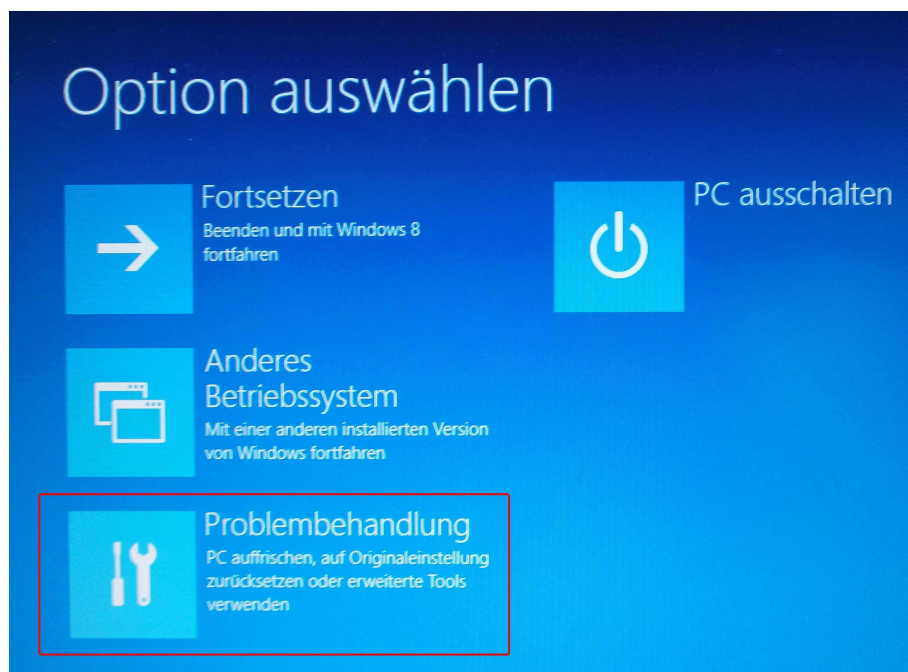 Option auswählen
Fortsetzen
Beenden und mit Windows 8
fortfahren
PC ausschalten
Anderes
Betriebssystem
Mit einer anderen installierten Version
von Windows fortfahren
Problembehandlung
PC auffrischen, auf Originaleinstellung
zurücksetzen oder erweiterte Tools
verwenden